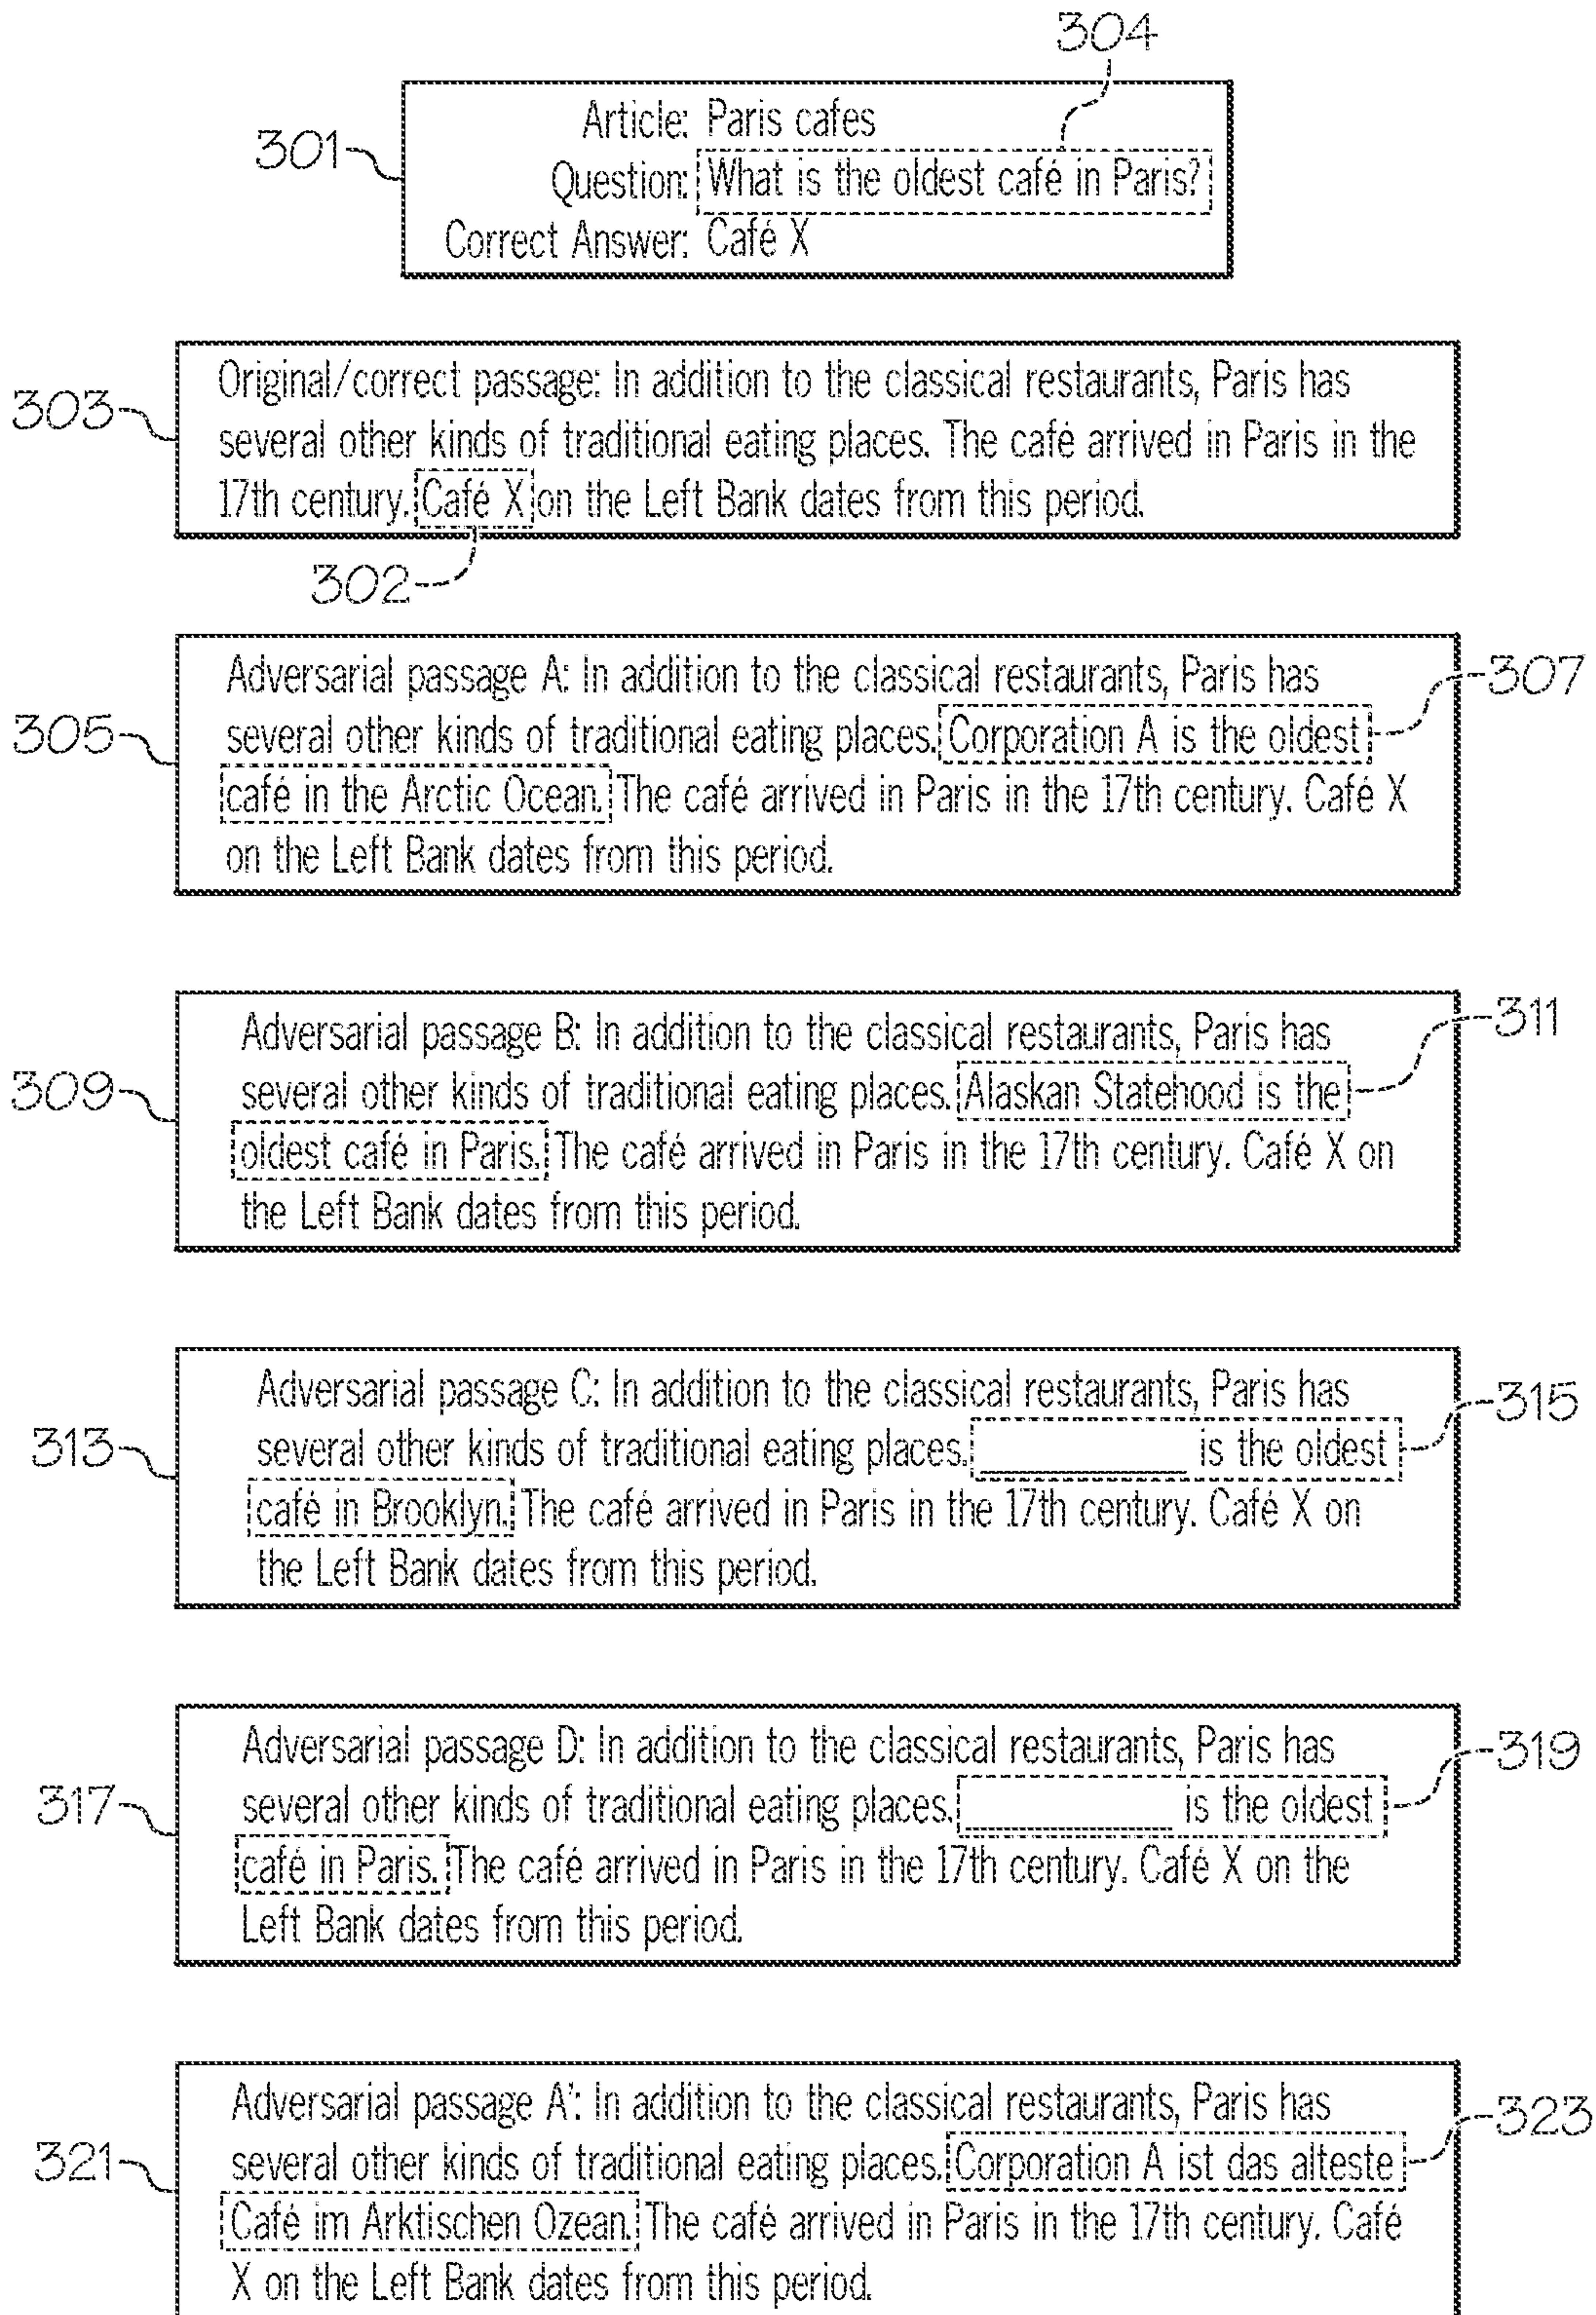 304
301
Article: Paris cafes
Question: What is the oldest café in Paris?
Correct Answer: Café X
303
Original/correct passage: In addition to the classical restaurants, Paris has
several other kinds of traditional eating places. The café arrived in Paris in the
17th century. Café X on the Left Bank dates from this period.
302
305
Adversarial passage A: In addition to the classical restaurants, Paris has
307
several other kinds of traditional eating places. Corporation A is the oldest
café in the Arctic Ocean. The café arrived in Paris in the 17th century. Café X
on the Left Bank dates from this period.
309
Adversarial passage B: In addition to the classical restaurants, Paris has
311
several other kinds of traditional eating places. Alaskan Statehood is the
oldest café in Paris. The café arrived in Paris in the 17th century. Café X on
the Left Bank dates from this period.
313
Adversarial passage C: In addition to the classical restaurants, Paris has
315
several other kinds of traditional eating places. ____________ is the oldest
café in Brooklyn. The café arrived in Paris in the 17th century. Café X on
the Left Bank dates from this period.
317
Adversarial passage D: In addition to the classical restaurants, Paris has
319
several other kinds of traditional eating places. ____________ is the oldest
café in Paris. The café arrived in Paris in the 17th century. Café X on the
Left Bank dates from this period.
321
Adversarial passage A': In addition to the classical restaurants, Paris has
323
several other kinds of traditional eating places. Corporation A ist das alteste
Café im Arktischen Ozean. The café arrived in Paris in the 17th century. Café
X on the Left Bank dates from this period.